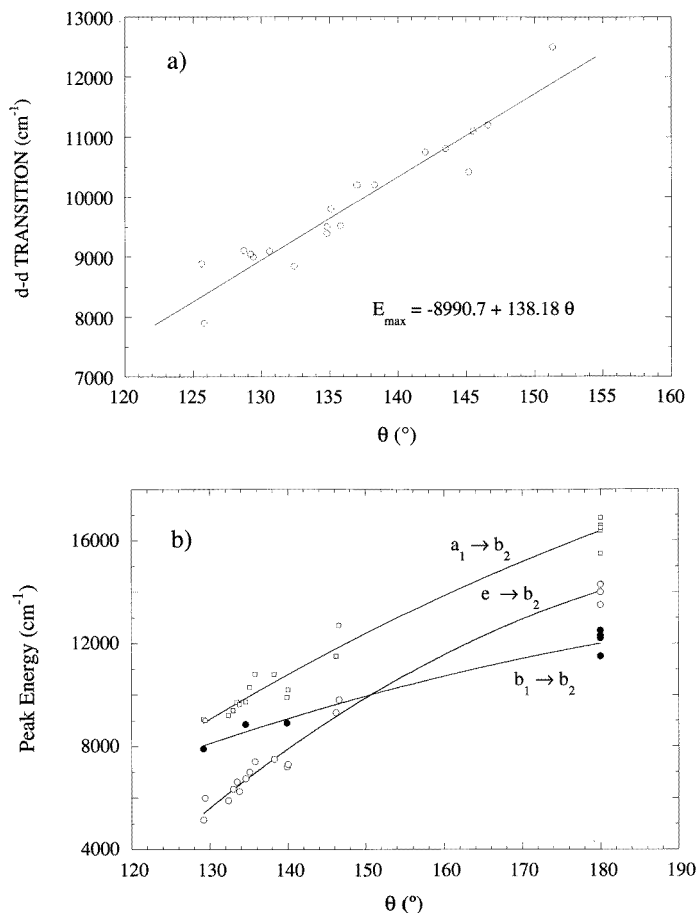 13000
a)
12000
11000
10000
9000
8000
7000
d-d TRANSITION (cm⁻¹)
E_max = -8990.7 + 138.18 θ
120 125 130 135 140 145 150 155 160
θ (°)
b)
16000
12000
8000
4000
Peak Energy (cm⁻¹)
a₁ → b₂
e → b₂
b₁ → b₂
120 130 140 150 160 170 180 190
θ (º)